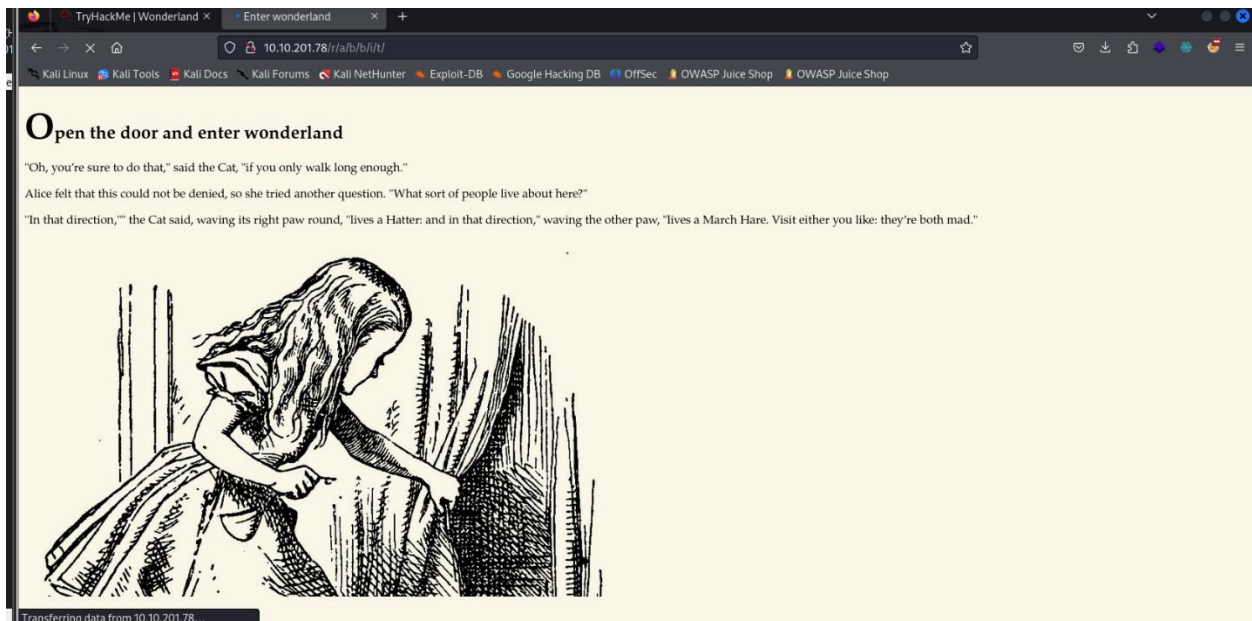 TryHackMe | Wonderland ×
Enter wonderland ×
+
10.10.201.78/r/a/b/b/i/t/
Kali Linux Kali Tools Kali Docs Kali Forums Kali NetHunter Exploit-DB Google Hacking DB OffSec OWASP Juice Shop OWASP Juice Shop
Open the door and enter wonderland
"Oh, you're sure to do that," said the Cat, "if you only walk long enough."
Alice felt that this could not be denied, so she tried another question. "What sort of people live about here?"
"In that direction,"" the Cat said, waving its right paw round, "lives a Hatter: and in that direction," waving the other paw, "lives a March Hare. Visit either you like: they're both mad."
Transferring data from 10.10.201.78...